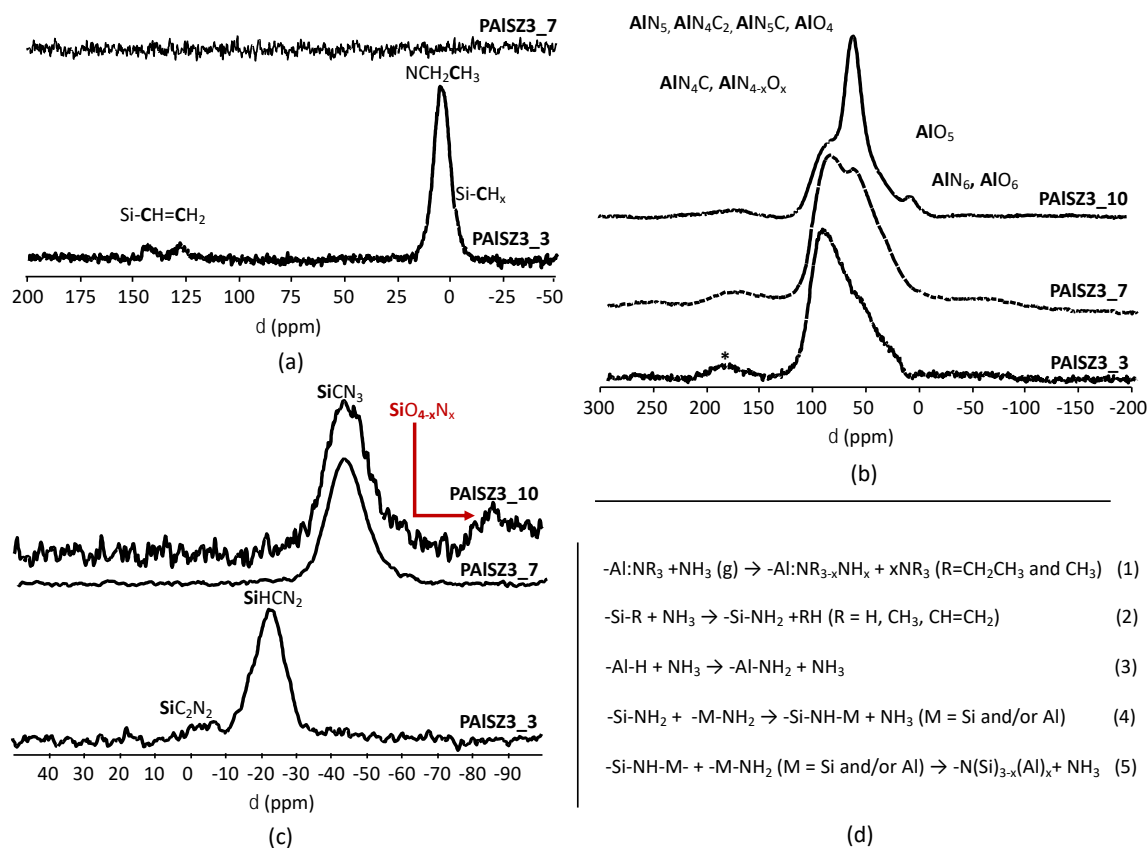 PAlSZ3_7
NCH₂CH₃
Si-CHₓ
Si-CH=CH₂
PAlSZ3_3
200 175 150 125 100 75 50 25 0 -25 -50
d (ppm)
(a)
AlN₅, AlN₄C₂, AlN₅C, AlO₄
AlN₄C, AlN₄₋ₓOₓ
AlO₅
AlN₆, AlO₆
PAlSZ3_10
PAlSZ3_7
*
PAlSZ3_3
300 250 200 150 100 50 0 -50 -100 -150 -200
d (ppm)
(b)
SiCN₃
SiO₄₋ₓNₓ
PAlSZ3_10
PAlSZ3_7
SiHCN₂
SiC₂N₂
PAlSZ3_3
40 30 20 10 0 -10 -20 -30 -40 -50 -60 -70 -80 -90
d (ppm)
(c)
-Al:NR₃ +NH₃ (g) → -Al:NR₃₋ₓNHₓ + xNR₃ (R=CH₂CH₃ and CH₃) (1)
-Si-R + NH₃ → -Si-NH₂ +RH (R = H, CH₃, CH=CH₂) (2)
-Al-H + NH₃ → -Al-NH₂ + NH₃ (3)
-Si-NH₂ + -M-NH₂ → -Si-NH-M + NH₃ (M = Si and/or Al) (4)
-Si-NH-M- + -M-NH₂ (M = Si and/or Al) → -N(Si)₃₋ₓ(Al)ₓ+ NH₃ (5)
(d)